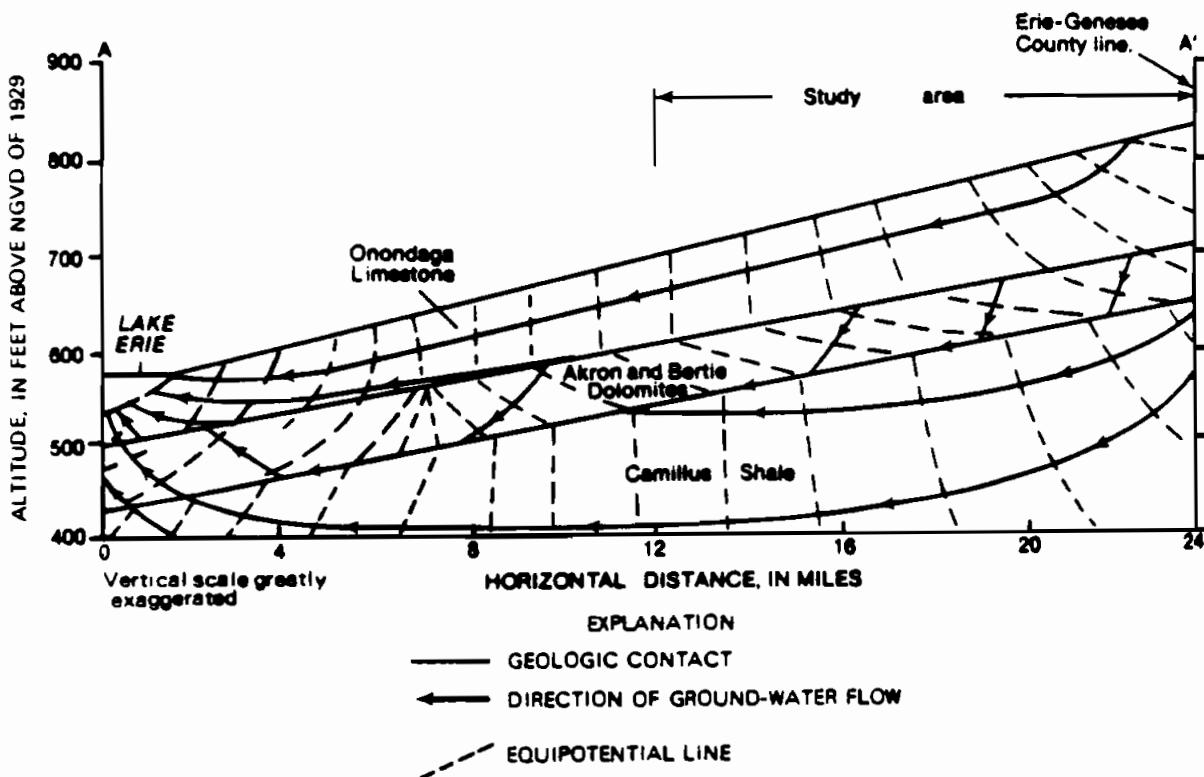 Erie-Genesee
County line.
A
A'
Study area
900
800
700
600
500
400
ALTITUDE, IN FEET ABOVE NGVD OF 1929
Onondaga
Limestone
LAKE
ERIE
Akron and Bertie
Dolomites
Camillus Shale
0
4
8
12
16
20
24
Vertical scale greatly
exaggerated
HORIZONTAL DISTANCE, IN MILES
EXPLANATION
GEOLOGIC CONTACT
DIRECTION OF GROUND-WATER FLOW
EQUIPOTENTIAL LINE